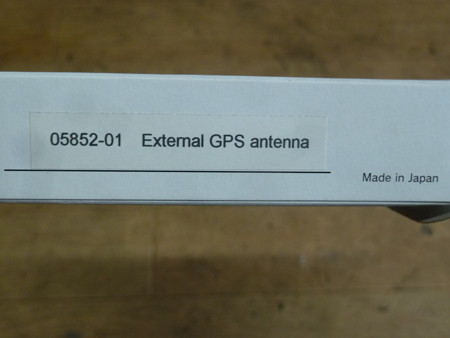 05852-01 External GPS antenna
Made in Japan